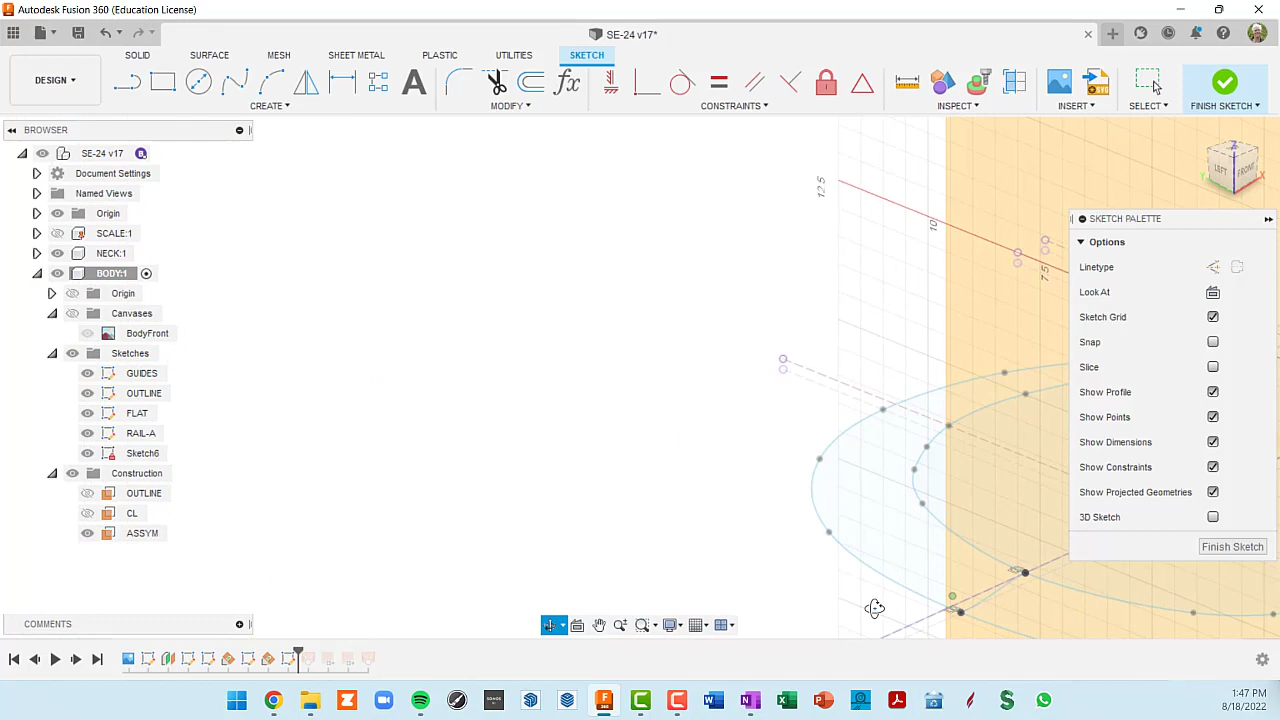 Autodesk Fusion 360 (Education License)
SE-24 v17*
DESIGN
SOLID SURFACE MESH SHEET METAL PLASTIC UTILITIES SKETCH
A fx
CREATE MODIFY CONSTRAINTS INSPECT INSERT SELECT FINISH SKETCH
BROWSER
SE-24 v17
Document Settings
Named Views
Origin
SCALE:1
NECK:1
BODY:1
Origin
Canvases
BodyFront
Sketches
GUIDES
OUTLINE
FLAT
RAIL-A
Sketch6
Construction
OUTLINE
CL
ASSYM
COMMENTS
12.5
10
7.5
Z
LEFT FRONT
Y X
SKETCH PALETTE
Options
Linetype
Look At
Sketch Grid
Snap
Slice
Show Profile
Show Points
Show Dimensions
Show Constraints
Show Projected Geometries
3D Sketch
Finish Sketch
1:47 PM
8/18/2022